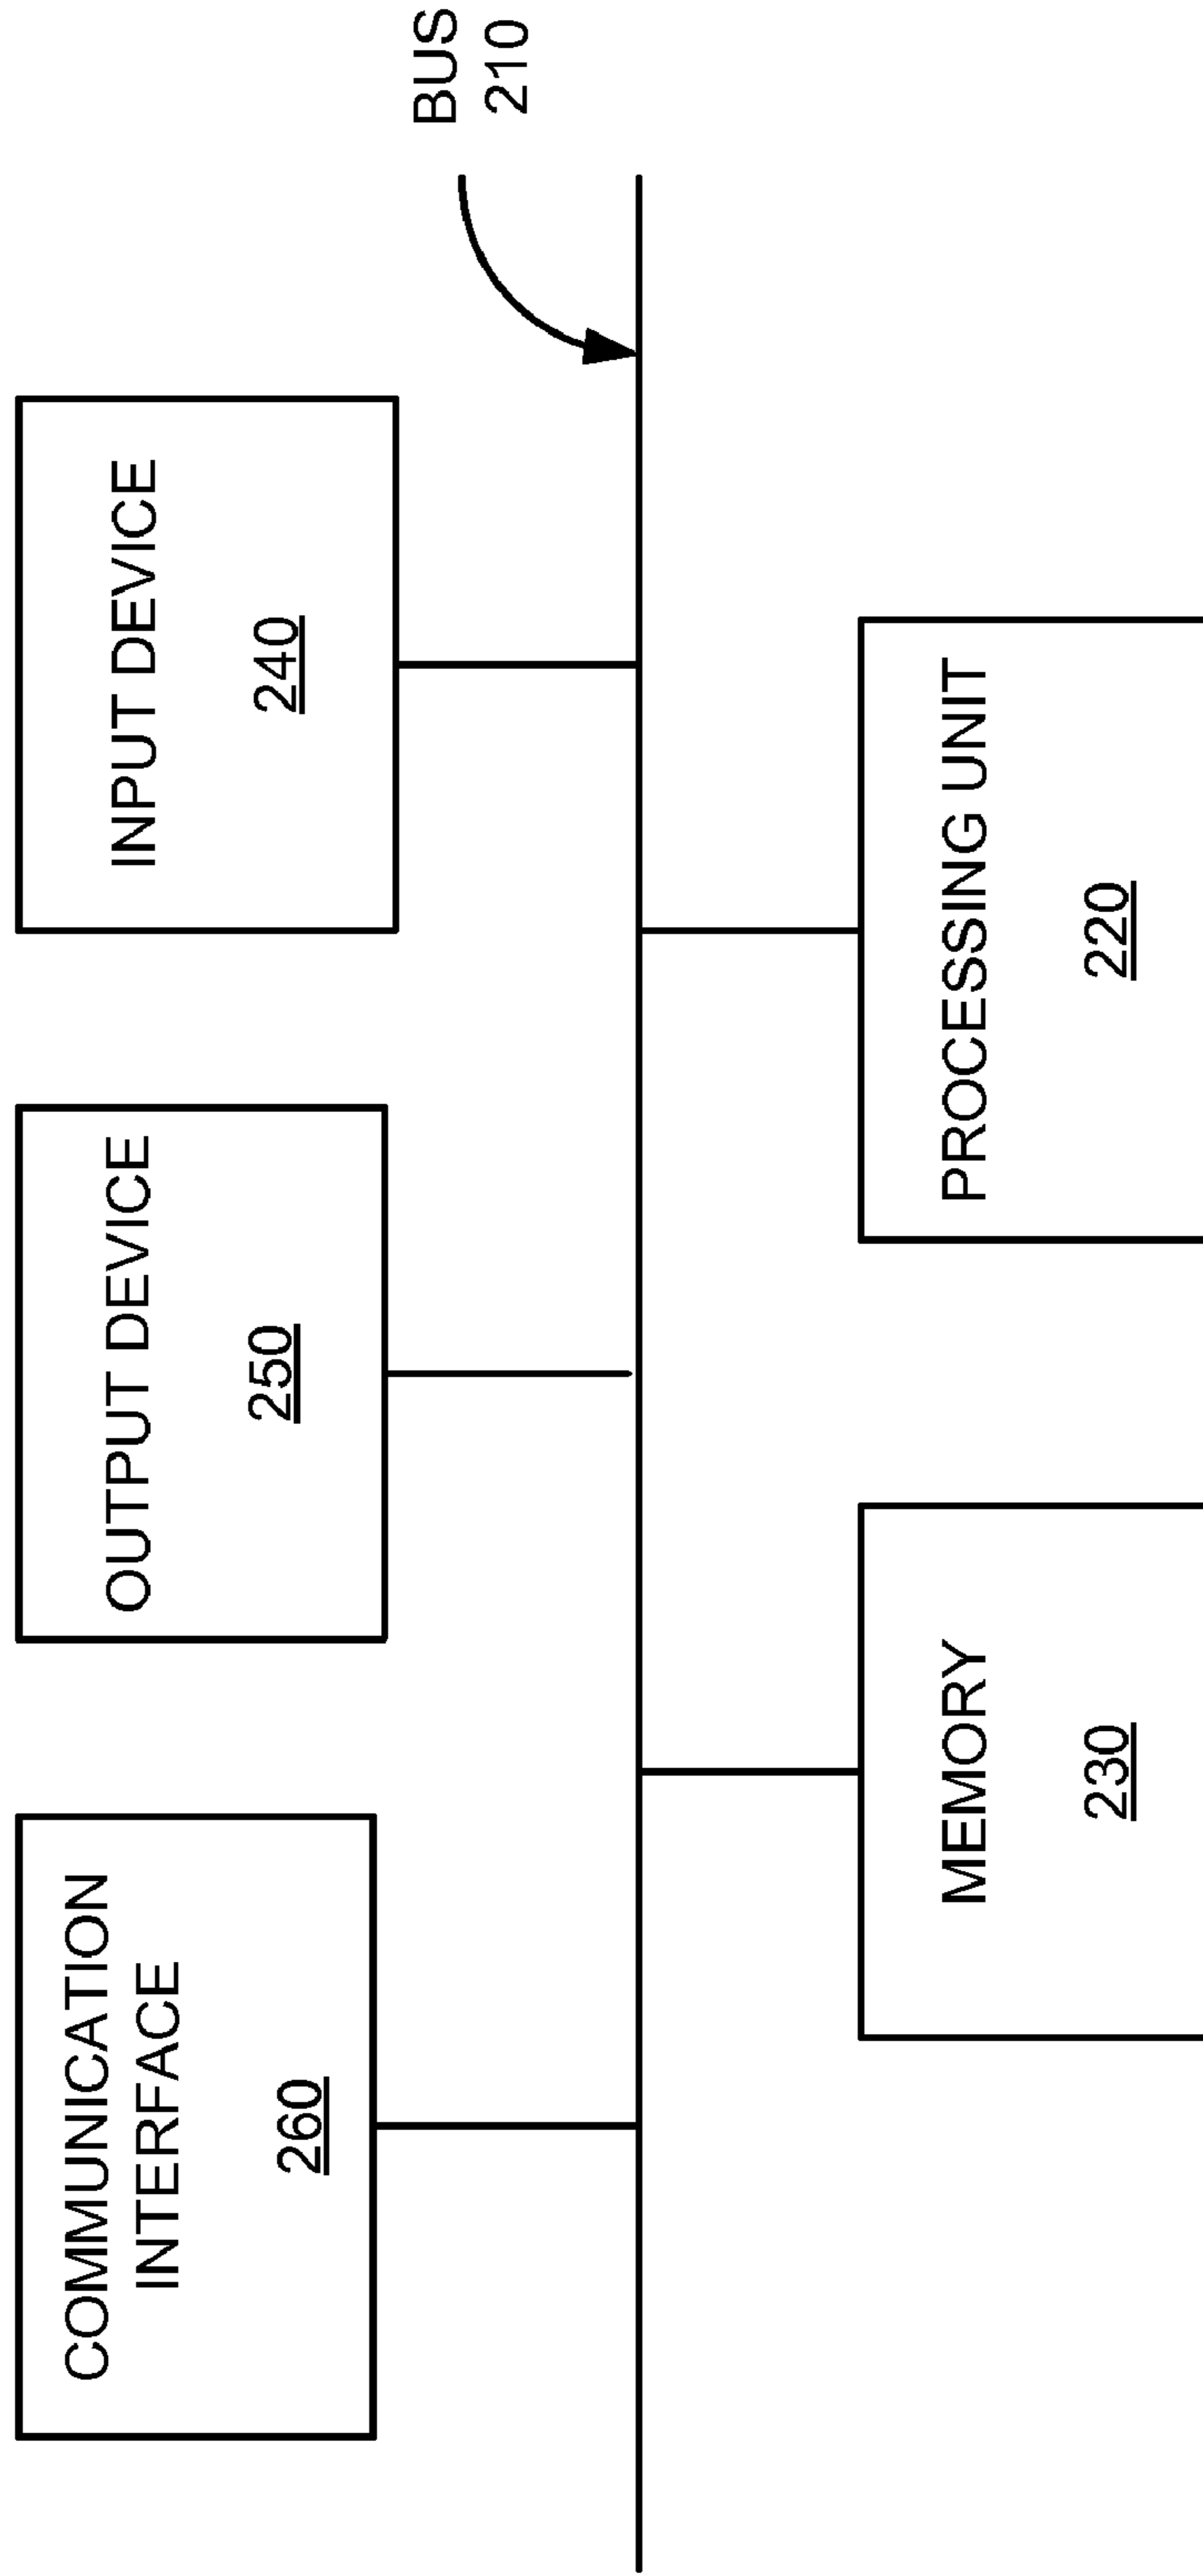 COMMUNICATION
INTERFACE
260
OUTPUT DEVICE
250
INPUT DEVICE
240
BUS
210
MEMORY
230
PROCESSING UNIT
220